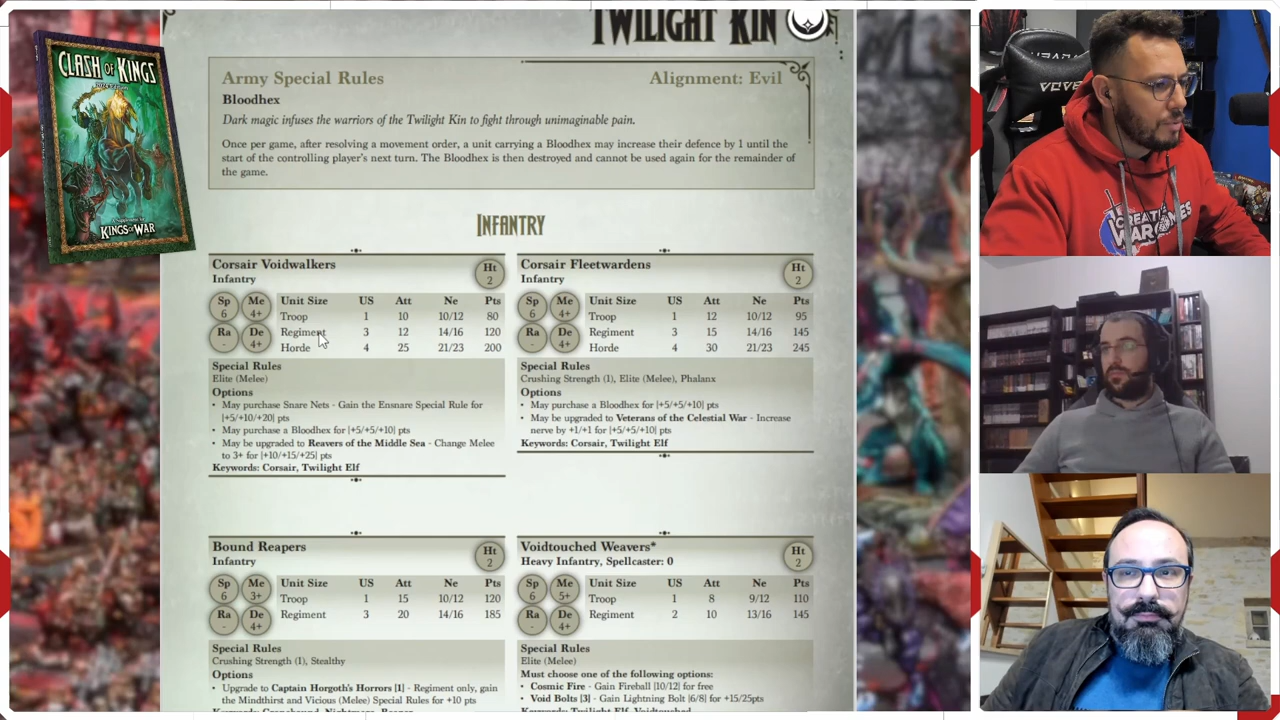 TWILIGHT KIN
CLASH OF KINGS
KINGS OF WAR
Army Special Rules
Alignment: Evil
Bloodhex
Dark magic infuses the warriors of the Twilight Kin to fight through unimaginable pain.
Once per game, after resolving a movement order, a unit carrying a Bloodhex may increase their defence by 1 until the
start of the controlling player's next turn. The Bloodhex is then destroyed and cannot be used again for the remainder of
the game.
INFANTRY
Corsair Voidwalkers
Infantry
Ht
2
Sp
6
Me
4+
Ra
-
De
4+
Unit Size US Att Ne Pts
Troop 1 10 10/12 80
Regiment 3 12 14/16 120
Horde 4 25 21/23 200
Special Rules
Elite (Melee)
Options
• May purchase Snare Nets - Gain the Ensnare Special Rule for
[+5/+10/+20] pts
• May purchase a Bloodhex for [+5/+5/+10] pts
• May be upgraded to Reavers of the Middle Sea - Change Melee
to 3+ for [+10/+15/+25] pts
Keywords: Corsair, Twilight Elf
Corsair Fleetwardens
Infantry
Ht
2
Sp
6
Me
4+
Ra
-
De
4+
Unit Size US Att Ne Pts
Troop 1 12 10/12 95
Regiment 3 15 14/16 145
Horde 4 30 21/23 245
Special Rules
Crushing Strength (1), Elite (Melee), Phalanx
Options
• May purchase a Bloodhex for [+5/+5/+10] pts
• May be upgraded to Veterans of the Celestial War - Increase
nerve by +1/+1 for [+5/+5/+10] pts
Keywords: Corsair, Twilight Elf
Bound Reapers
Infantry
Ht
2
Sp
6
Me
3+
Ra
-
De
4+
Unit Size US Att Ne Pts
Troop 1 15 10/12 120
Regiment 3 20 14/16 185
Special Rules
Crushing Strength (1), Stealthy
Options
• Upgrade to Captain Horgoth's Horrors [1] - Regiment only, gain
the Mindthirst and Vicious (Melee) Special Rules for +10 pts
Voidtouched Weavers*
Heavy Infantry, Spellcaster: 0
Ht
2
Sp
6
Me
5+
Ra
-
De
4+
Unit Size US Att Ne Pts
Troop 1 8 9/12 110
Regiment 2 10 13/16 145
Special Rules
Elite (Melee)
Must choose one of the following options:
• Cosmic Fire - Gain Fireball [10/12] for free
• Void Bolts [3] - Gain Lightning Bolt [6/8] for +15/25pts
Keywords: Twilight Elf, Voidtouched